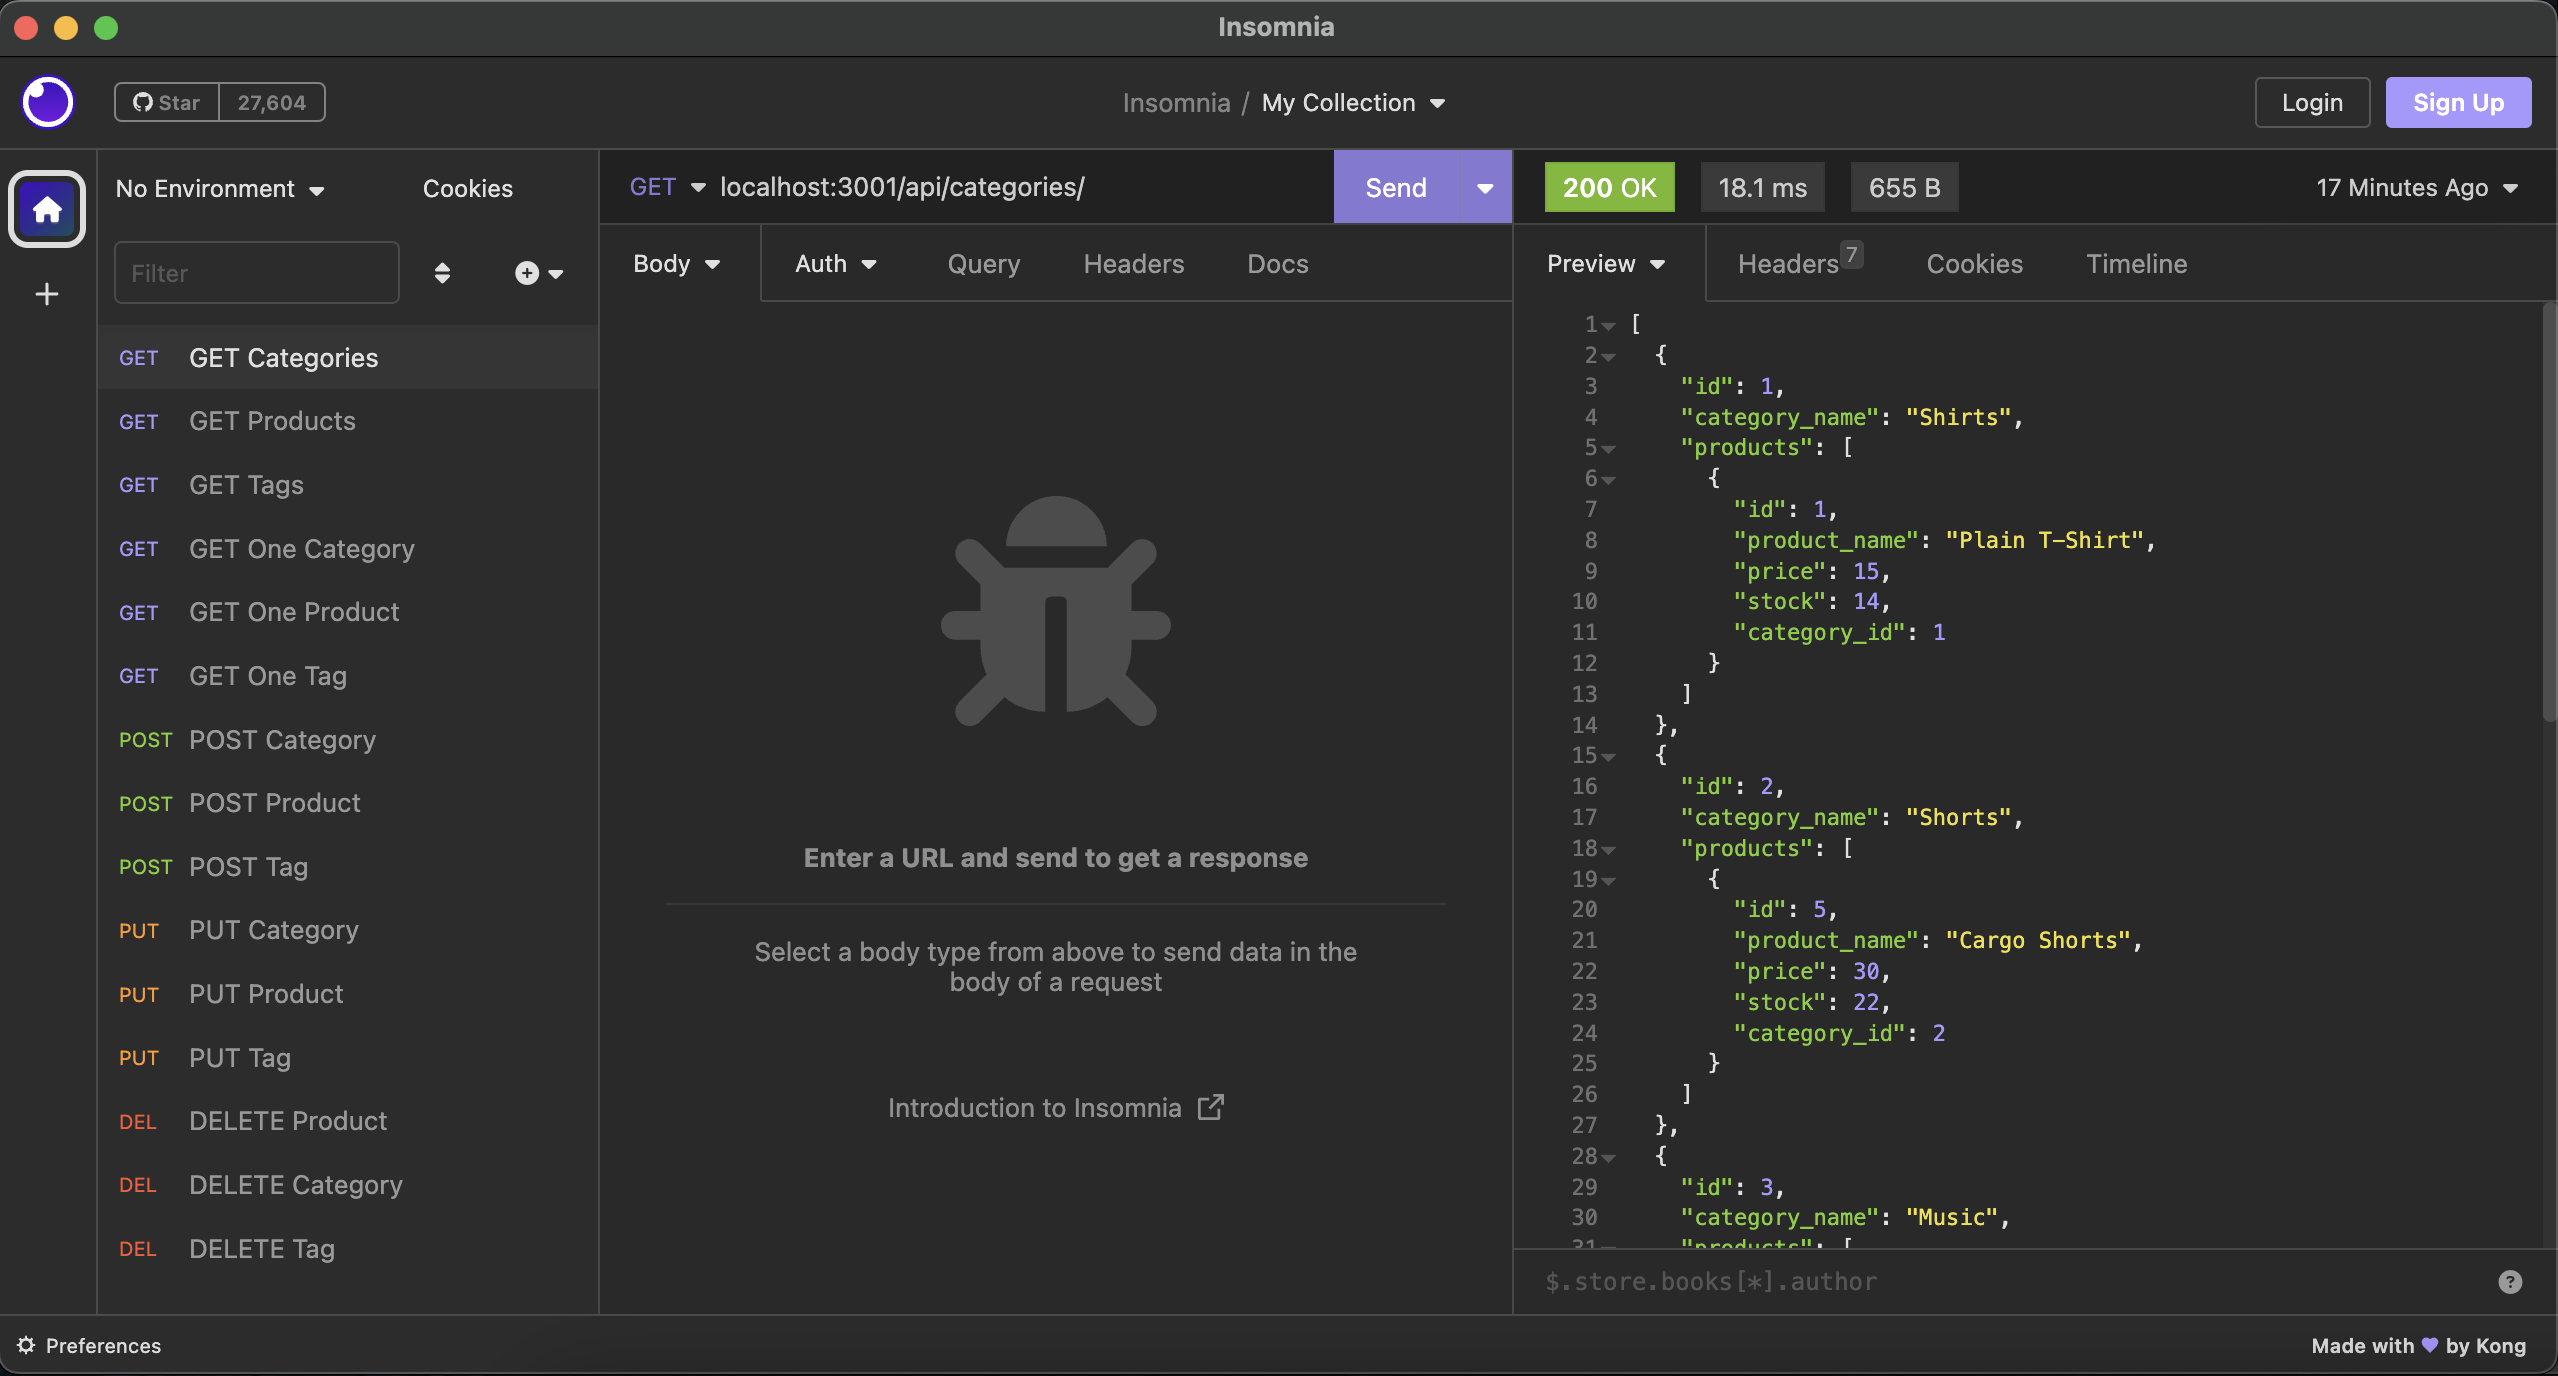 Insomnia
Star 27,604
Insomnia / My Collection
Login
Sign Up
No Environment
Cookies
Filter
GET GET Categories
GET GET Products
GET GET Tags
GET GET One Category
GET GET One Product
GET GET One Tag
POST POST Category
POST POST Product
POST POST Tag
PUT PUT Category
PUT PUT Product
PUT PUT Tag
DEL DELETE Product
DEL DELETE Category
DEL DELETE Tag
GET localhost:3001/api/categories/
Send
Body Auth Query Headers Docs
Enter a URL and send to get a response
Select a body type from above to send data in the
body of a request
Introduction to Insomnia
200 OK 18.1 ms 655 B 17 Minutes Ago
Preview Headers 7 Cookies Timeline
1 [
2 {
3 "id": 1,
4 "category_name": "Shirts",
5 "products": [
6 {
7 "id": 1,
8 "product_name": "Plain T-Shirt",
9 "price": 15,
10 "stock": 14,
11 "category_id": 1
12 }
13 ]
14 },
15 {
16 "id": 2,
17 "category_name": "Shorts",
18 "products": [
19 {
20 "id": 5,
21 "product_name": "Cargo Shorts",
22 "price": 30,
23 "stock": 22,
24 "category_id": 2
25 }
26 ]
27 },
28 {
29 "id": 3,
30 "category_name": "Music",
31 "products": [
$.store.books[*].author
?
Preferences
Made with 💜 by Kong